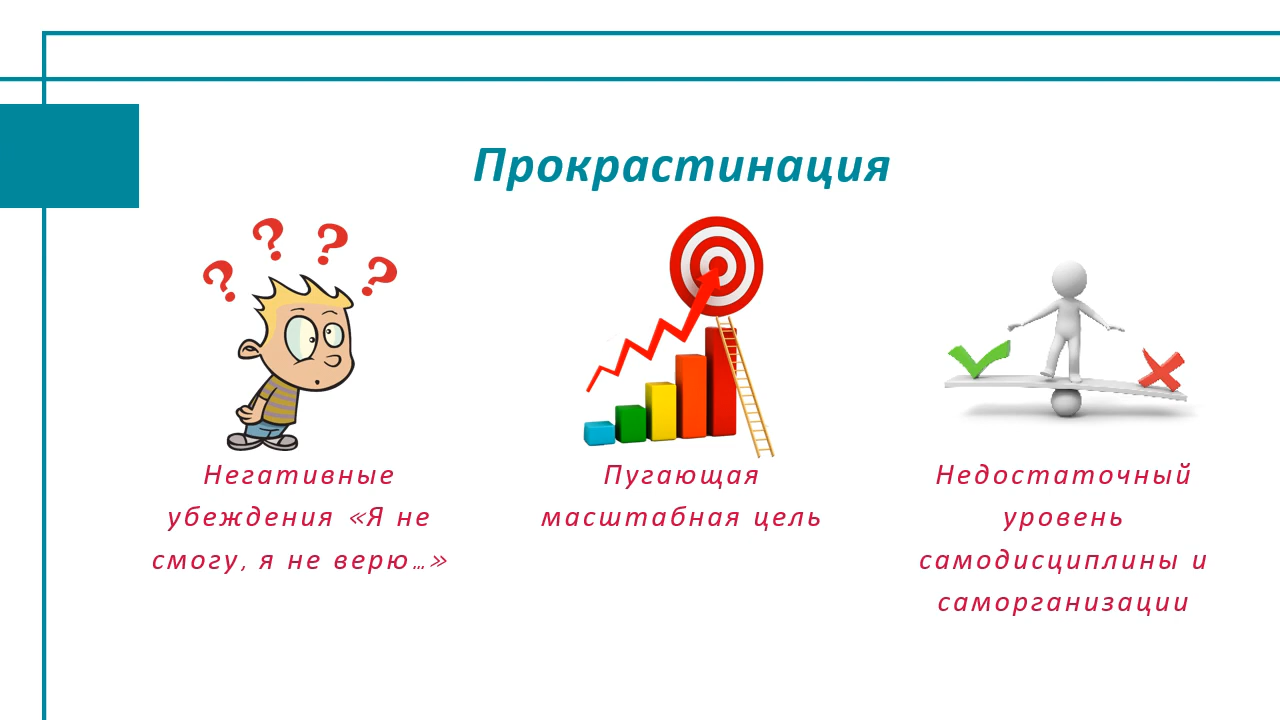 Прокрастинация
? ? ? ?
Негативные
убеждения «Я не
смогу, я не верю…»
Пугающая
масштабная цель
Недостаточный
уровень
самодисциплины и
саморганизации